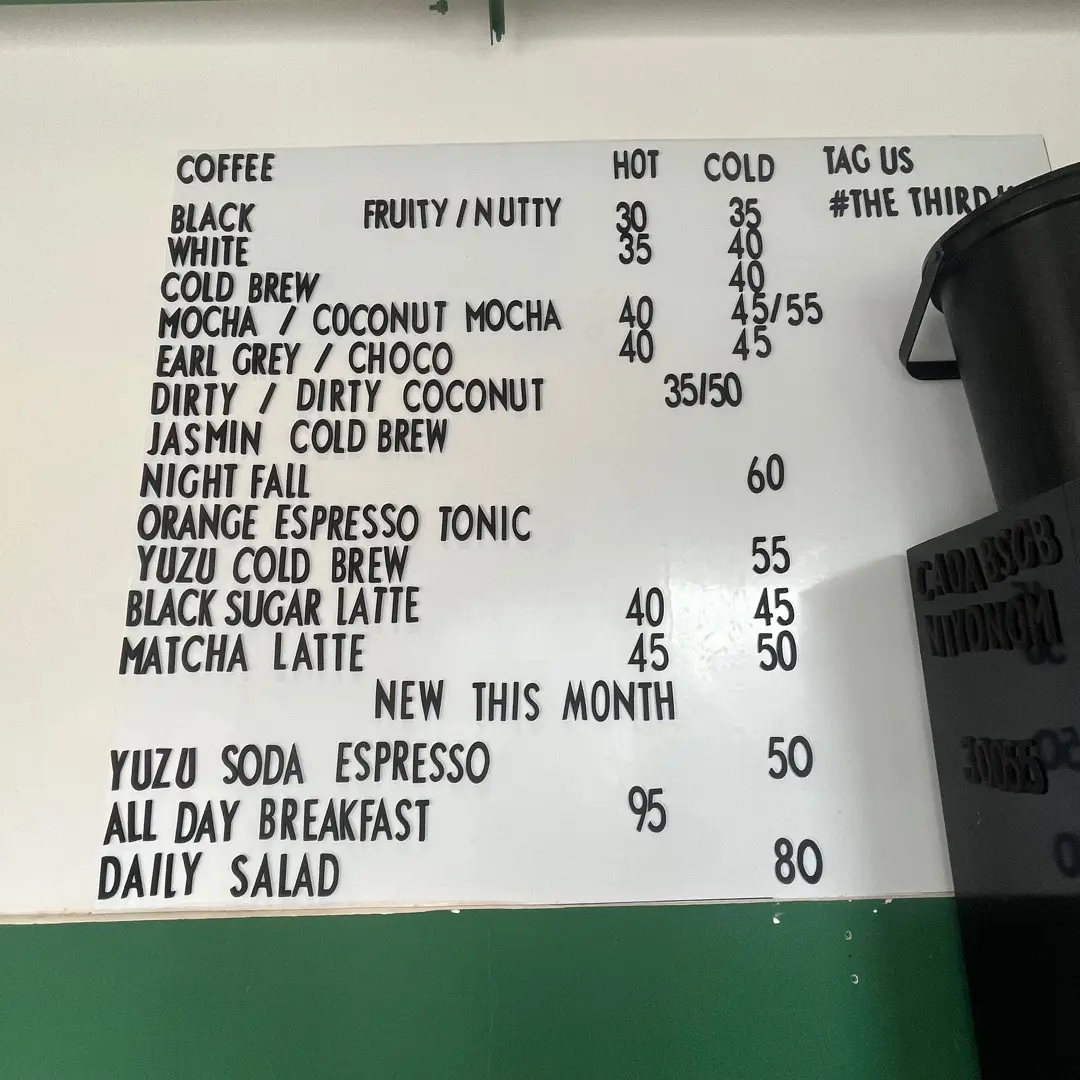 COFFEE HOT COLD TAG US
#THE THIRD
BLACK FRUITY / NUTTY 30 35
WHITE 35 40
COLD BREW 40
MOCHA / COCONUT MOCHA 40 45/55
EARL GREY / CHOCO 40 45
DIRTY / DIRTY COCONUT 35/50
JASMIN COLD BREW
NIGHT FALL 60
ORANGE ESPRESSO TONIC
YUZU COLD BREW 55
BLACK SUGAR LATTE 40 45
MATCHA LATTE 45 50
NEW THIS MONTH
YUZU SODA ESPRESSO 50
ALL DAY BREAKFAST 95
DAILY SALAD 80